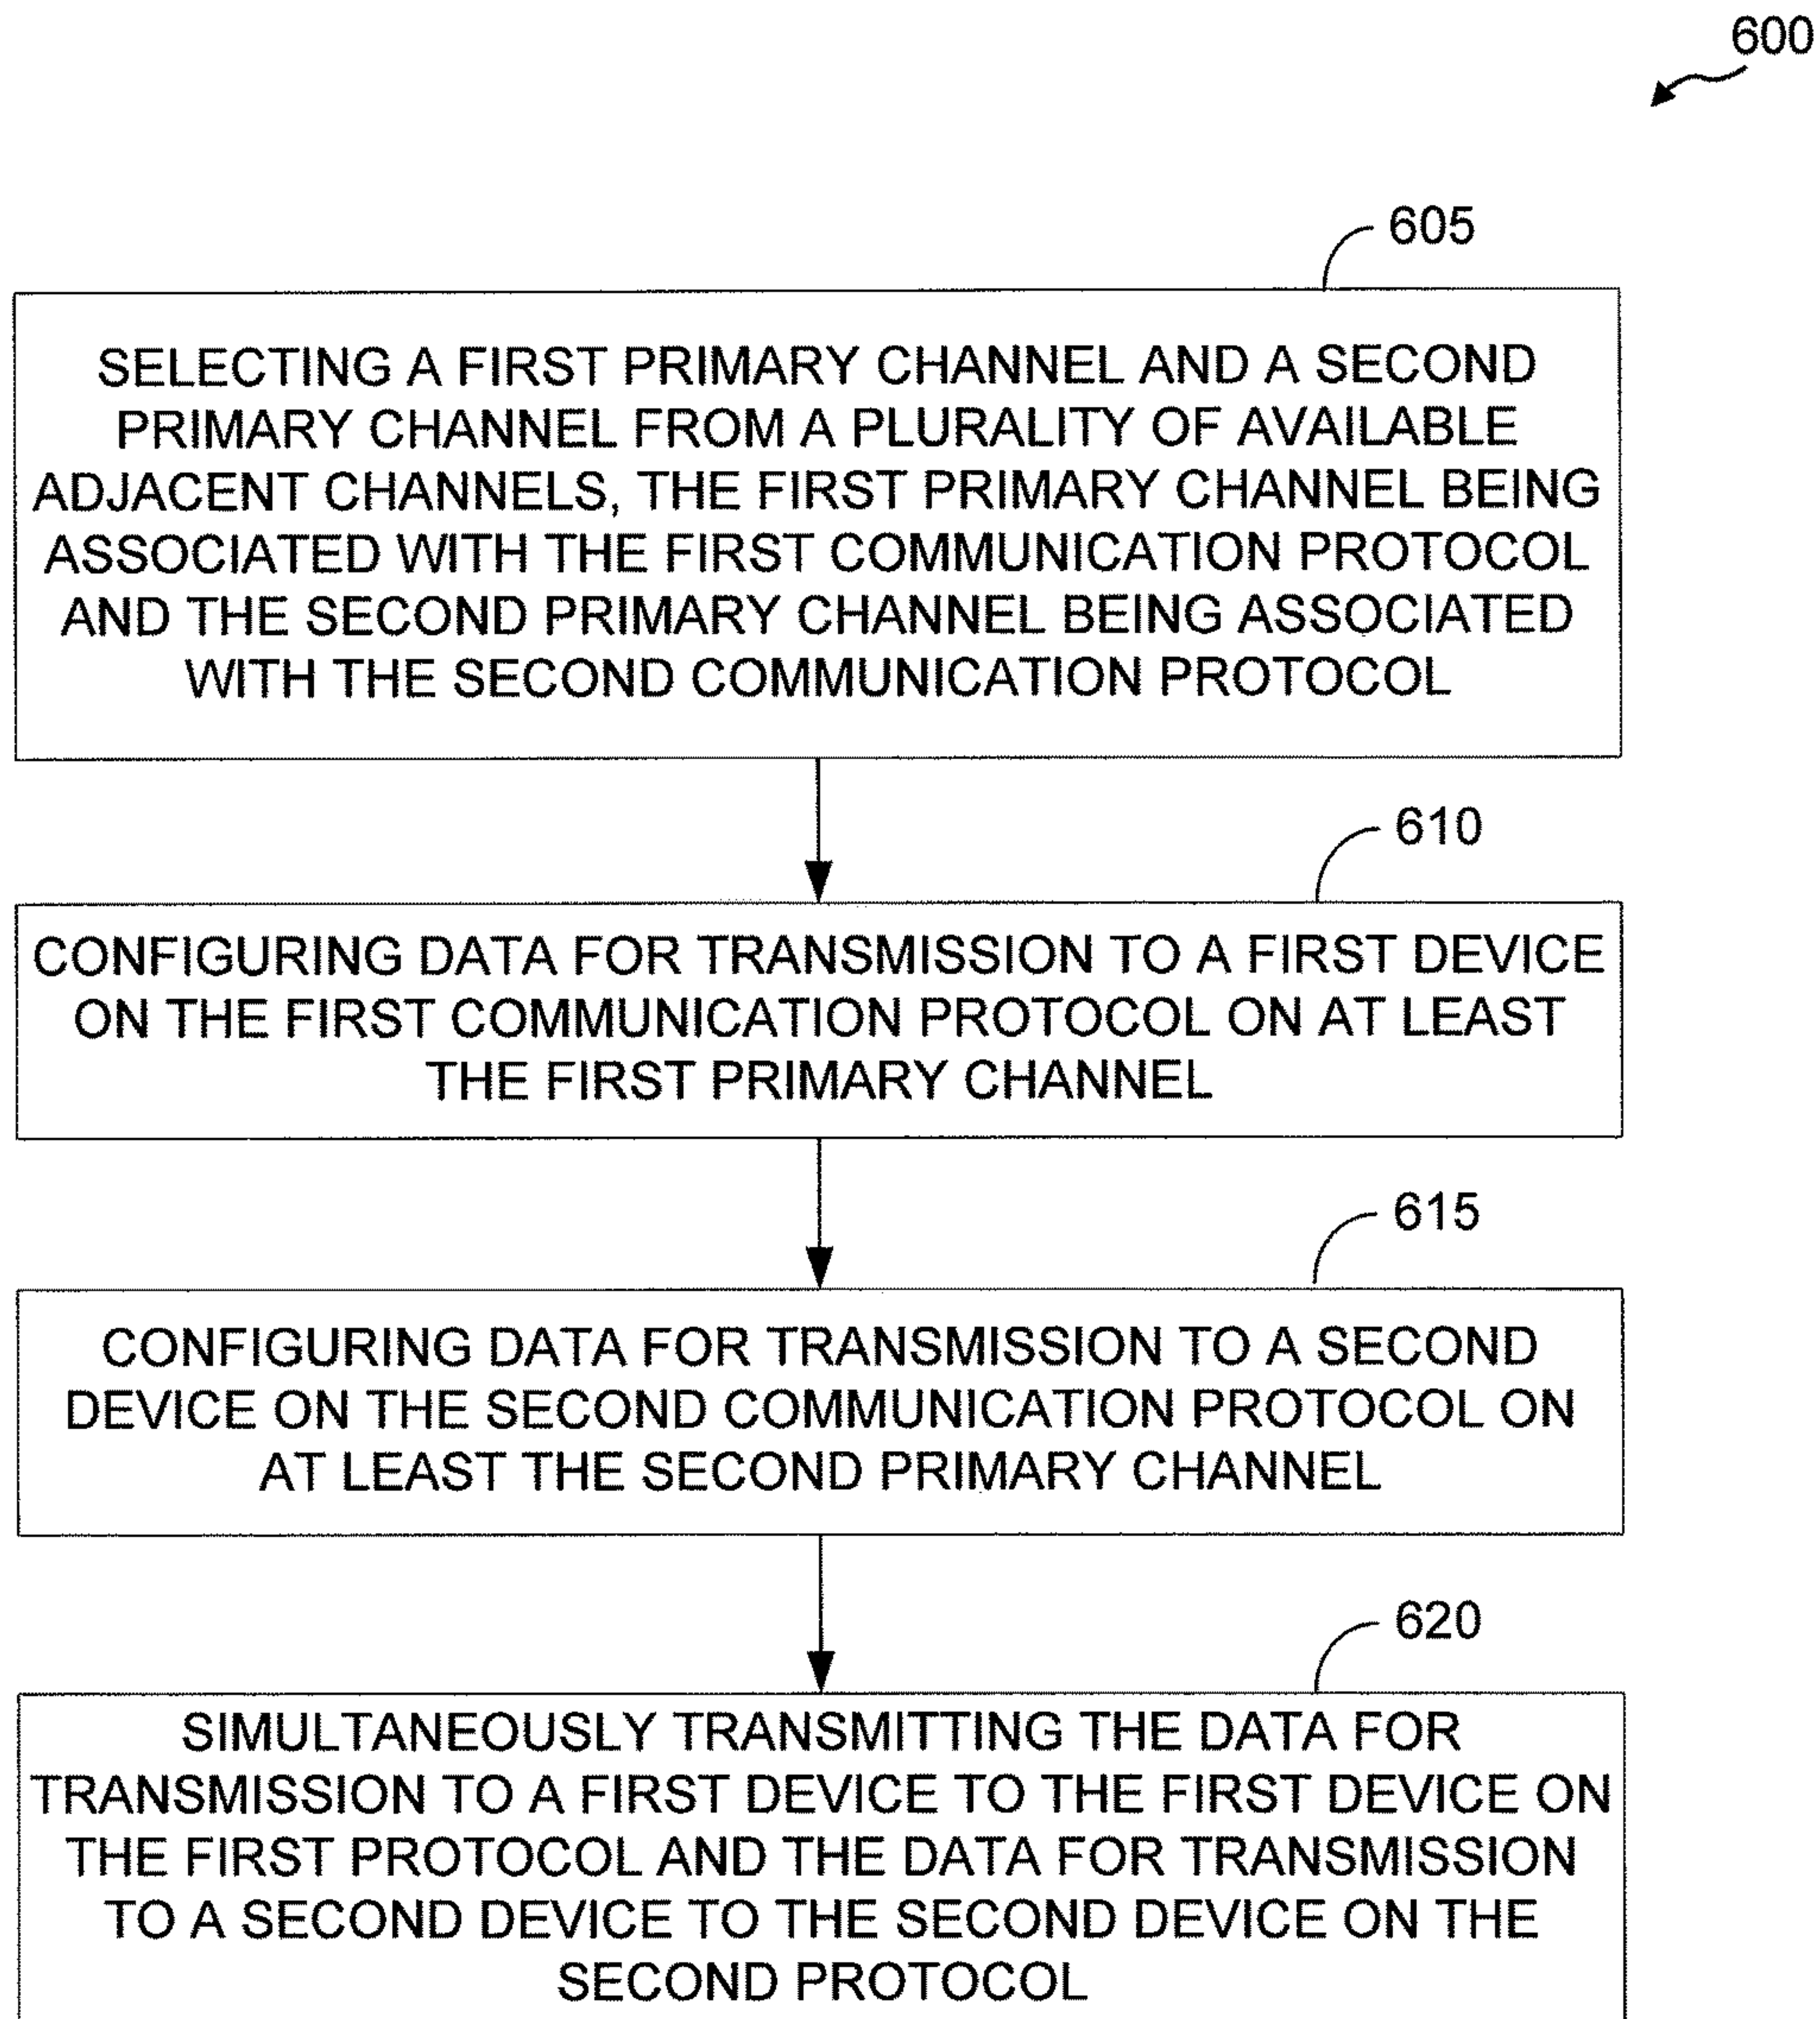 600
605
SELECTING A FIRST PRIMARY CHANNEL AND A SECOND
PRIMARY CHANNEL FROM A PLURALITY OF AVAILABLE
ADJACENT CHANNELS, THE FIRST PRIMARY CHANNEL BEING
ASSOCIATED WITH THE FIRST COMMUNICATION PROTOCOL
AND THE SECOND PRIMARY CHANNEL BEING ASSOCIATED
WITH THE SECOND COMMUNICATION PROTOCOL
610
CONFIGURING DATA FOR TRANSMISSION TO A FIRST DEVICE
ON THE FIRST COMMUNICATION PROTOCOL ON AT LEAST
THE FIRST PRIMARY CHANNEL
615
CONFIGURING DATA FOR TRANSMISSION TO A SECOND
DEVICE ON THE SECOND COMMUNICATION PROTOCOL ON
AT LEAST THE SECOND PRIMARY CHANNEL
620
SIMULTANEOUSLY TRANSMITTING THE DATA FOR
TRANSMISSION TO A FIRST DEVICE TO THE FIRST DEVICE ON
THE FIRST PROTOCOL AND THE DATA FOR TRANSMISSION
TO A SECOND DEVICE TO THE SECOND DEVICE ON THE
SECOND PROTOCOL